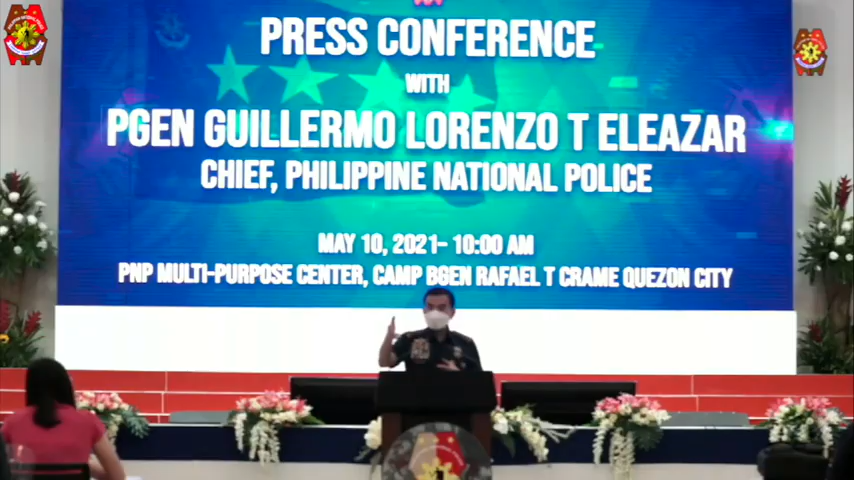 PRESS CONFERENCE
WITH
PGEN GUILLERMO LORENZO T ELEAZAR
CHIEF, PHILIPPINE NATIONAL POLICE
MAY 10, 2021- 10:00 AM
PNP MULTI-PURPOSE CENTER, CAMP BGEN RAFAEL T CRAME QUEZON CITY